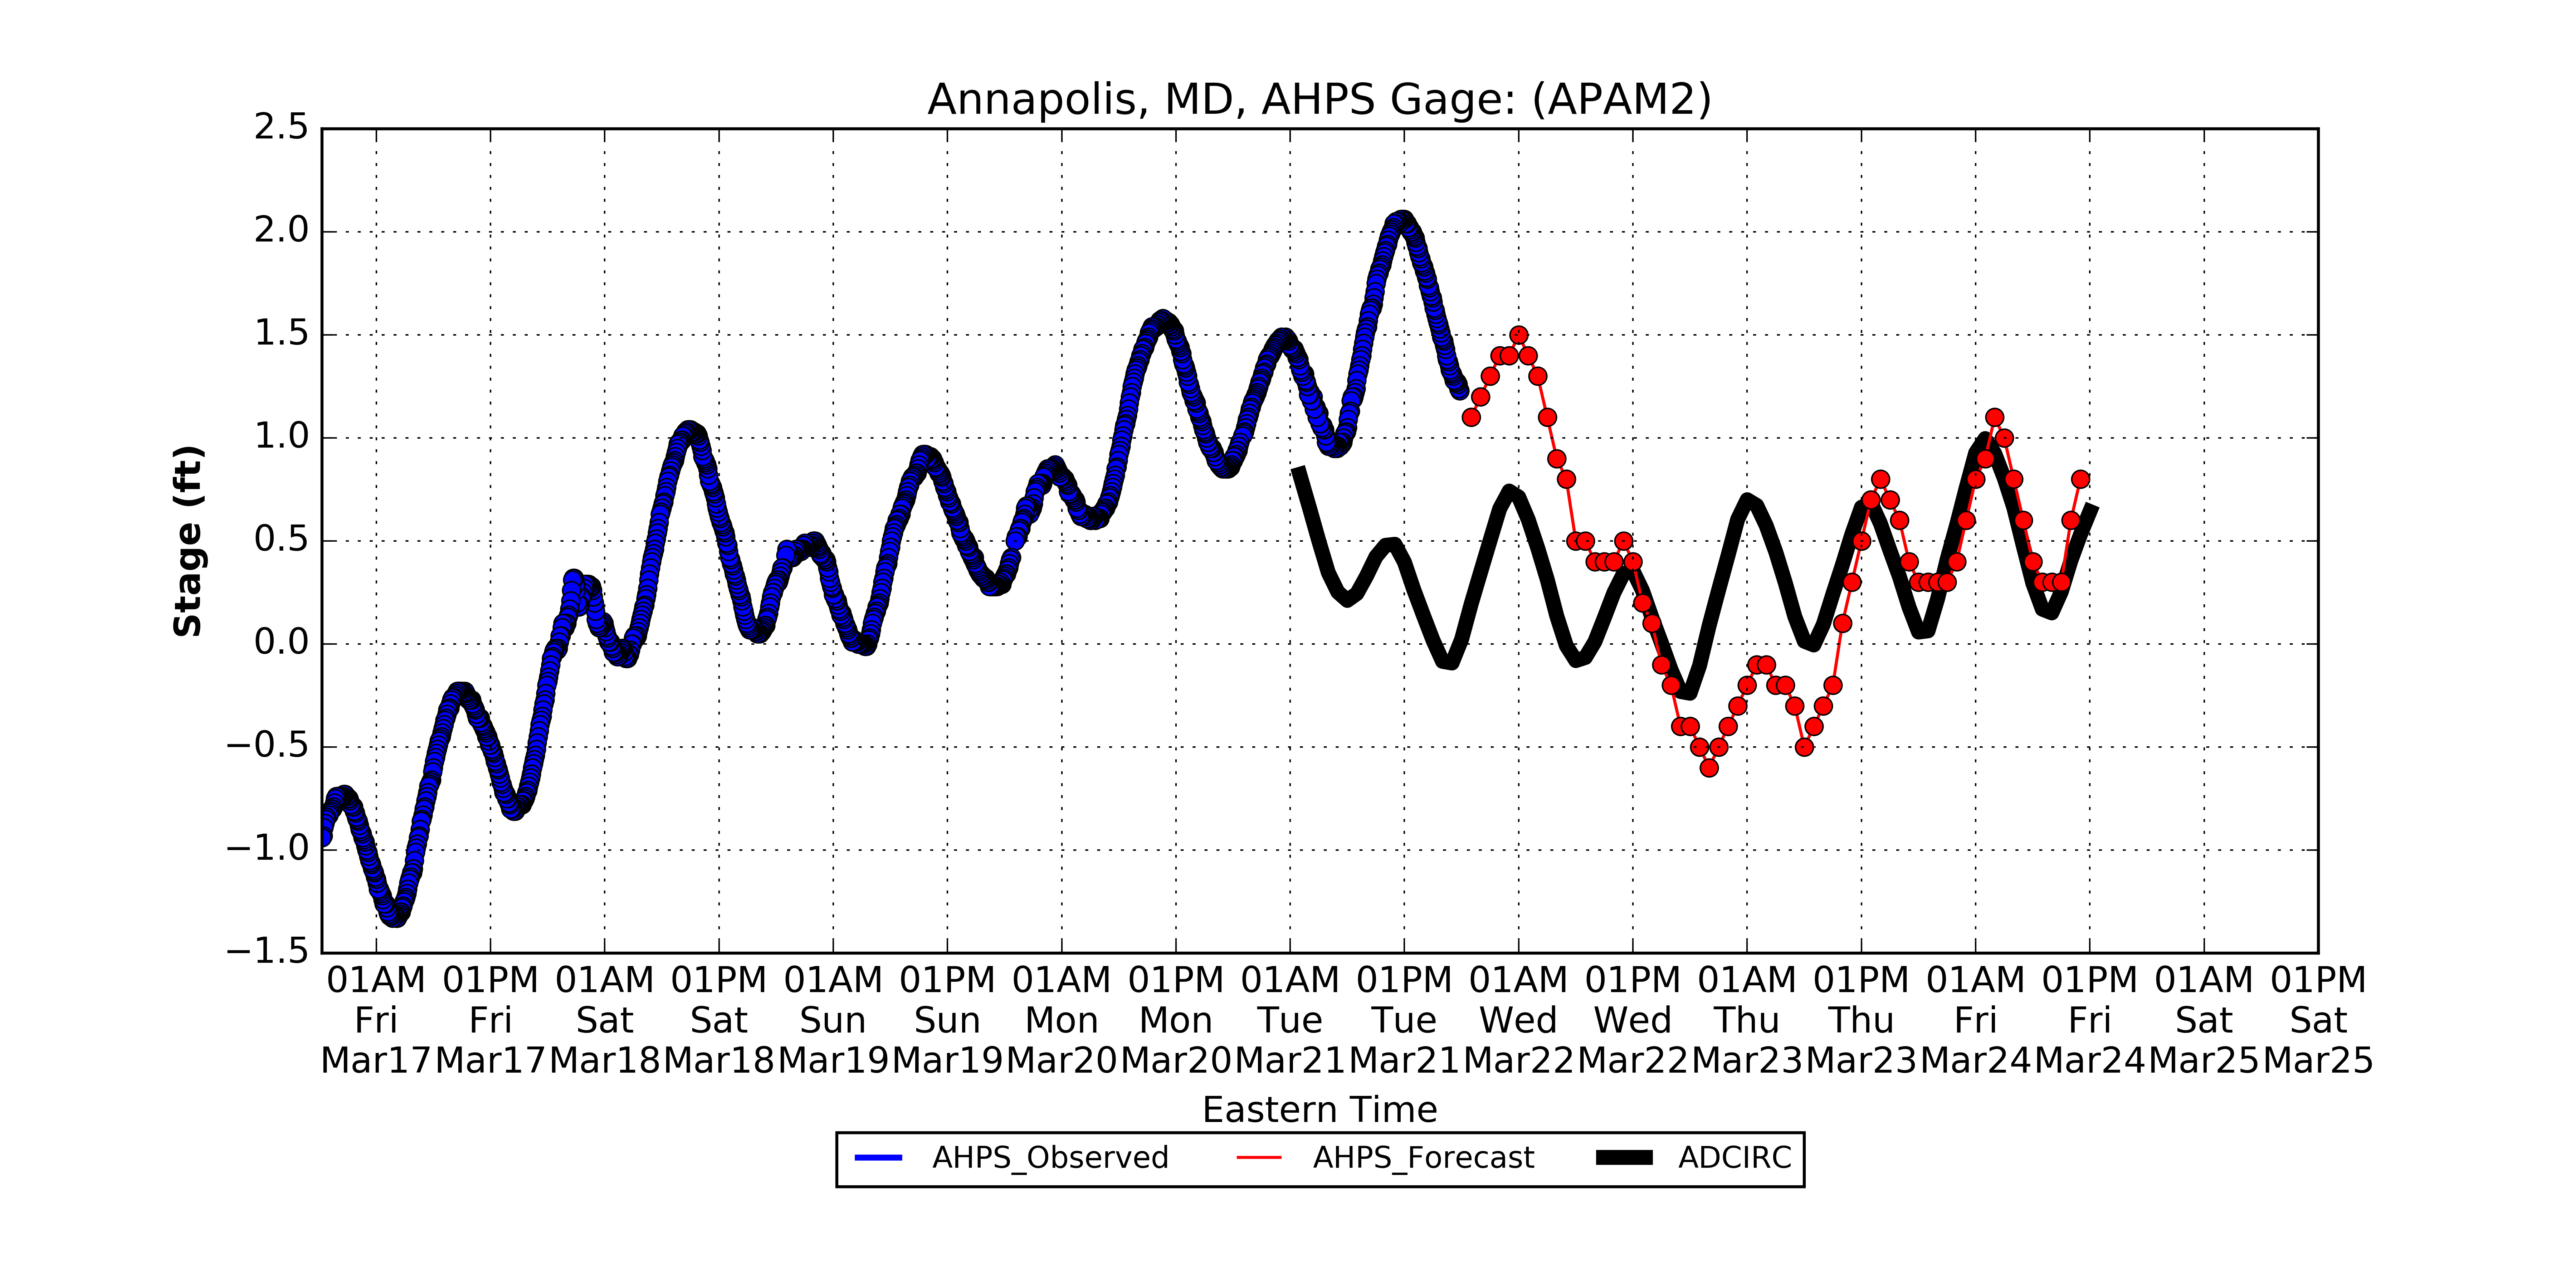 Annapolis, MD, AHPS Gage: (APAM2)
2.5
2.0
1.5
1.0
0.5
0.0
−0.5
−1.0
−1.5
Stage (ft)
01AM 01PM 01AM 01PM 01AM 01PM 01AM 01PM 01AM 01PM 01AM 01PM 01AM 01PM 01AM 01PM 01AM 01PM
Fri Fri Sat Sat Sun Sun Mon Mon Tue Tue Wed Wed Thu Thu Fri Fri Sat Sat
Mar17 Mar17 Mar18 Mar18 Mar19 Mar19 Mar20 Mar20 Mar21 Mar21 Mar22 Mar22 Mar23 Mar23 Mar24 Mar24 Mar25 Mar25
Eastern Time
AHPS_Observed AHPS_Forecast ADCIRC